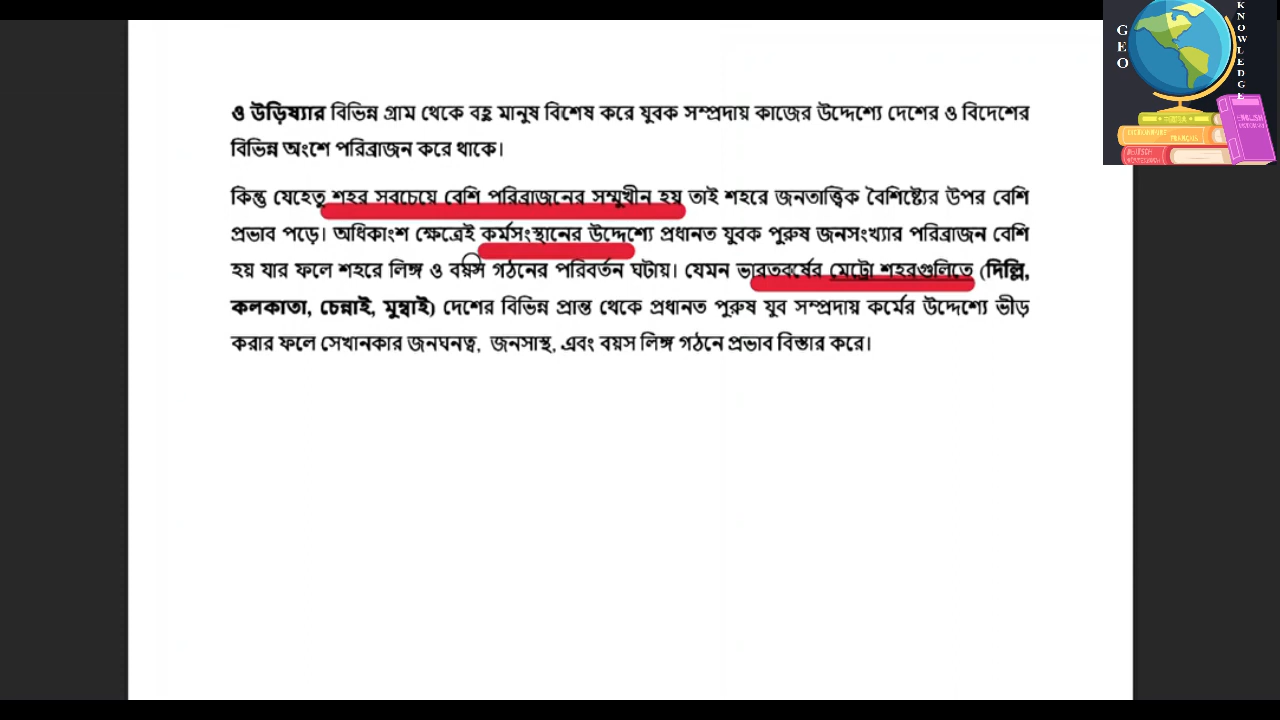 ও উড়িষ্যার বিভিন্ন গ্রাম থেকে বহু মানুষ বিশেষ করে যুবক সম্প্রদায় কাজের উদ্দেশ্যে দেশের ও বিদেশের
বিভিন্ন অংশে পরিব্রাজন করে থাকে।
কিন্তু যেহেতু শহর সবচেয়ে বেশি পরিব্রাজনের সম্মুখীন হয় তাই শহরে জনতাত্ত্বিক বৈশিষ্ট্যের উপর বেশি
প্রভাব পড়ে। অধিকাংশ ক্ষেত্রেই কর্মসংস্থানের উদ্দেশ্যে প্রধানত যুবক পুরুষ জনসংখ্যার পরিব্রাজন বেশি
হয় যার ফলে শহরে লিঙ্গ ও বয়স গঠনের পরিবর্তন ঘটায়। যেমন ভারতবর্ষের মেট্রো শহরগুলিতে (দিল্লি,
কলকাতা, চেন্নাই, মুম্বাই) দেশের বিভিন্ন প্রান্ত থেকে প্রধানত পুরুষ যুব সম্প্রদায় কর্মের উদ্দেশ্যে ভীড়
করার ফলে সেখানকার জনঘনত্ব, জনসাস্থ, এবং বয়স লিঙ্গ গঠনে প্রভাব বিস্তার করে।
GEO
KNOWLEDGE